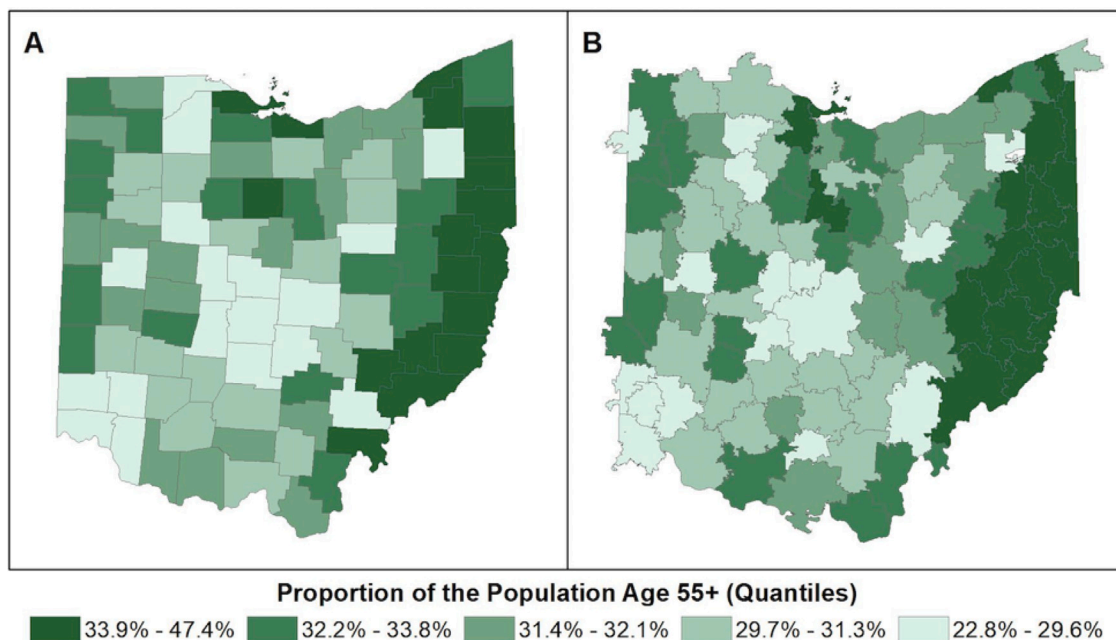 A
B
Proportion of the Population Age 55+ (Quantiles)
33.9% - 47.4% 32.2% - 33.8% 31.4% - 32.1% 29.7% - 31.3% 22.8% - 29.6%